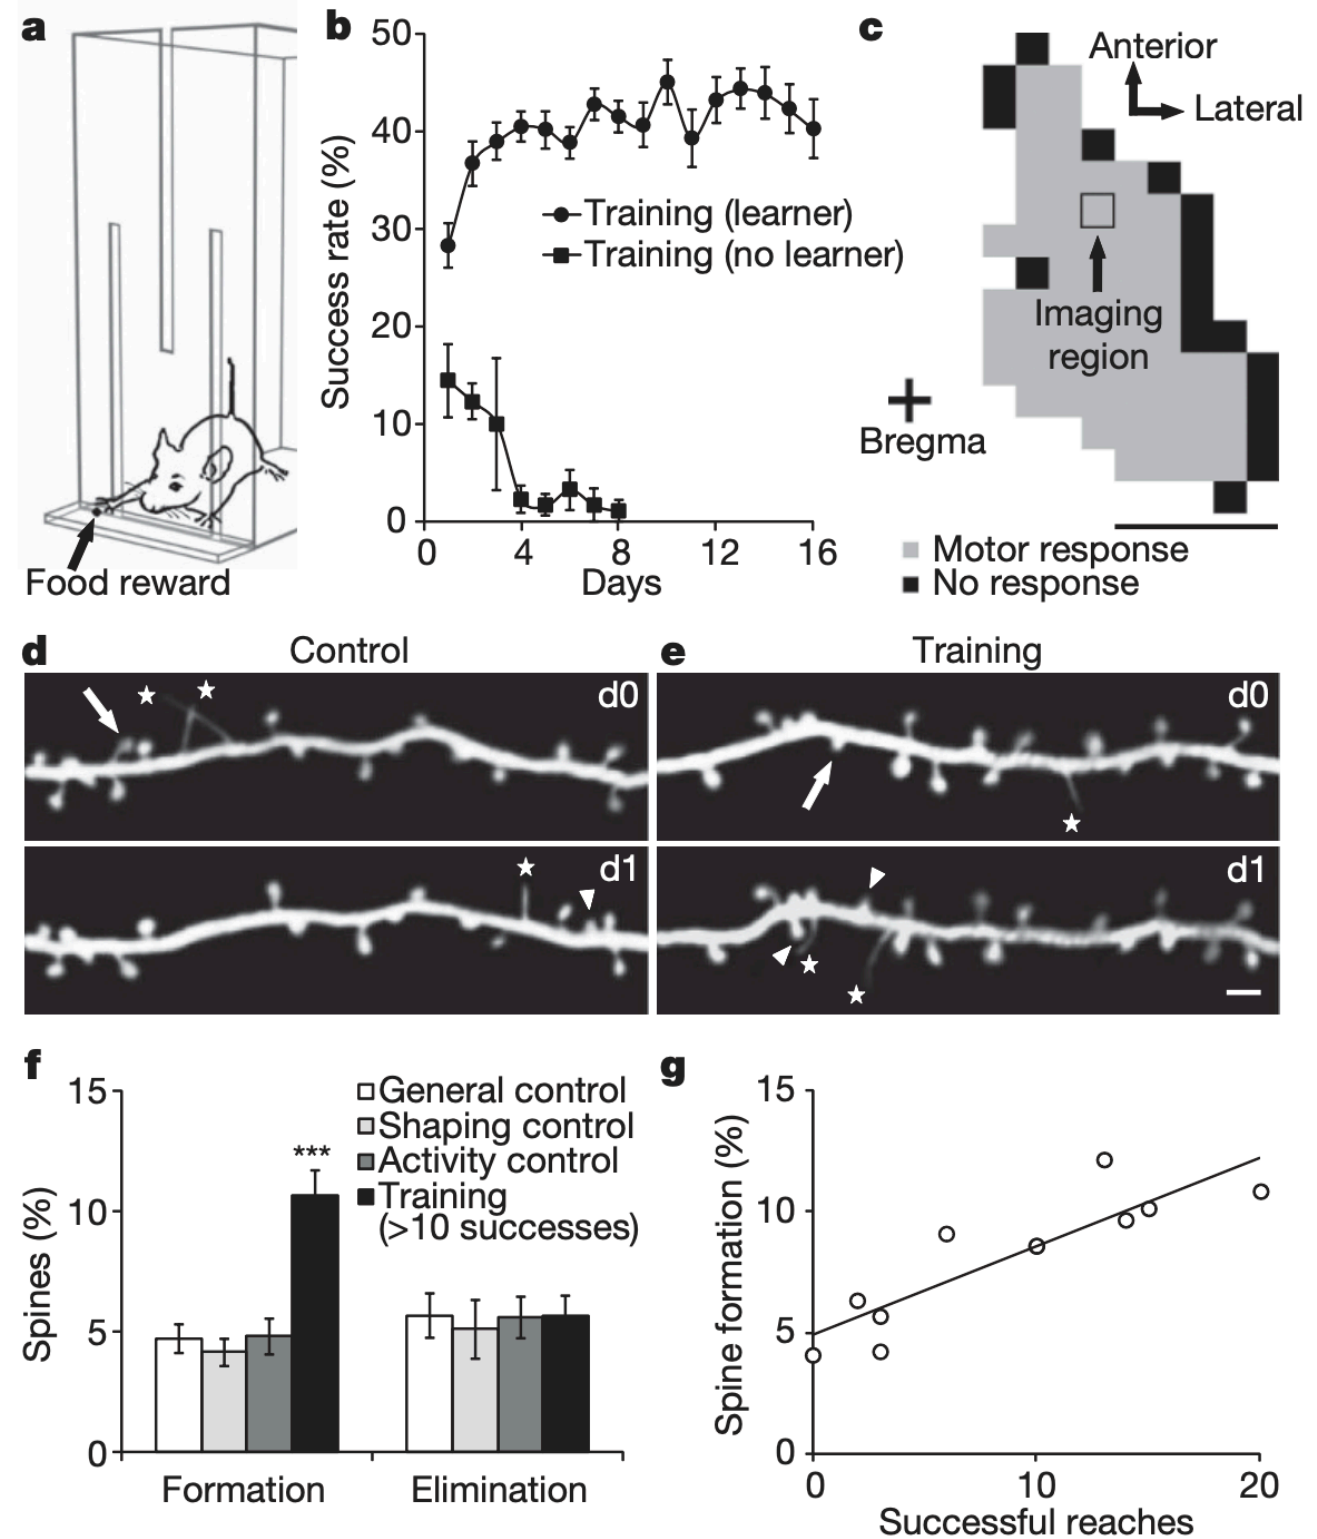 a
Food reward
b
50
40
30
20
10
0
Success rate (%)
Training (learner)
Training (no learner)
0 4 8 12 16
Days
c
Anterior
Lateral
Imaging
region
Bregma
Motor response
No response
d
Control
d0
d1
e
Training
d0
d1
f
15
10
5
0
Spines (%)
***
General control
Shaping control
Activity control
Training
(>10 successes)
Formation Elimination
g
15
10
5
0
Spine formation (%)
0 10 20
Successful reaches